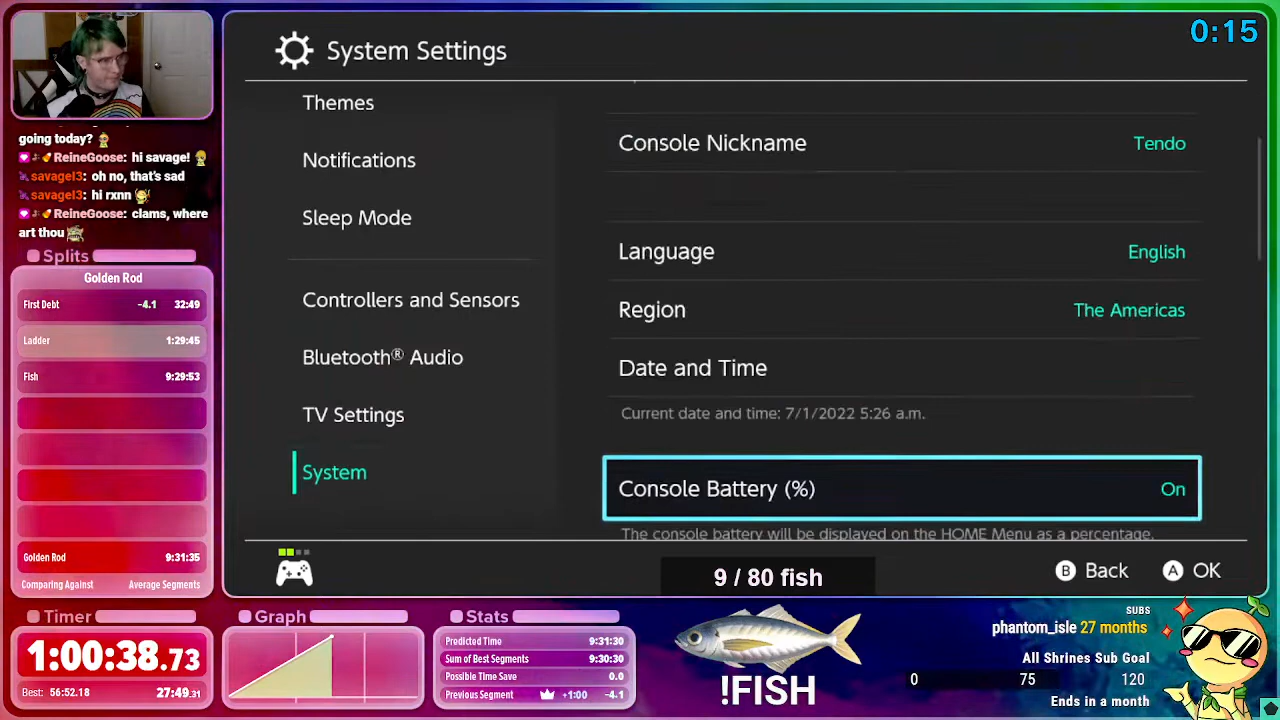 0:15
System Settings
Themes
Notifications
Sleep Mode
Controllers and Sensors
Bluetooth® Audio
TV Settings
System
Console Nickname Tendo
Language English
Region The Americas
Date and Time
Current date and time: 7/1/2022 5:26 a.m.
Console Battery (%) On
The console battery will be displayed on the HOME Menu as a percentage.
B Back A OK
going today?
ReineGoose: hi savage!
savagel3: oh no, that's sad
savagel3: hi rxnn
ReineGoose: clams, where
art thou
Splits
Golden Rod
First Debt -4.1 32:49
Ladder 1:29:45
Fish 9:29:53
Golden Rod 9:31:35
Comparing Against Average Segments
Timer
1:00:38.73
Best: 56:52.18 27:49.31
Graph
Stats
Predicted Time 9:31:30
Sum of Best Segments 9:30:30
Possible Time Save 0.0
Previous Segment +1:00 -4.1
9 / 80 fish
!FISH
SUBS
phantom_isle 27 months
All Shrines Sub Goal
0 75 120
Ends in a month